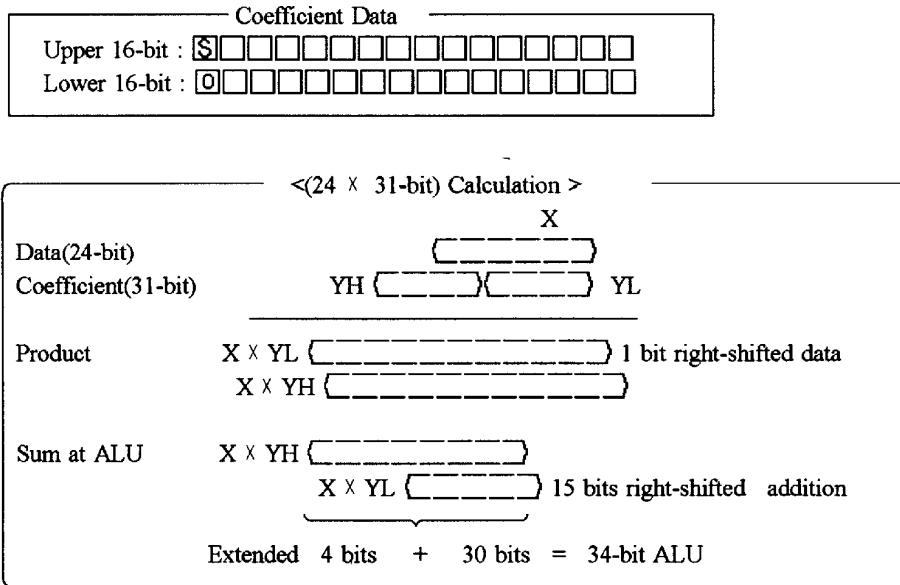 Coefficient Data
Upper 16-bit : S
Lower 16-bit : 0
<(24 × 31-bit) Calculation >
X
Data(24-bit)
Coefficient(31-bit) YH YL
Product X × YL 1 bit right-shifted data
X × YH
Sum at ALU X × YH
X × YL 15 bits right-shifted addition
Extended 4 bits + 30 bits = 34-bit ALU